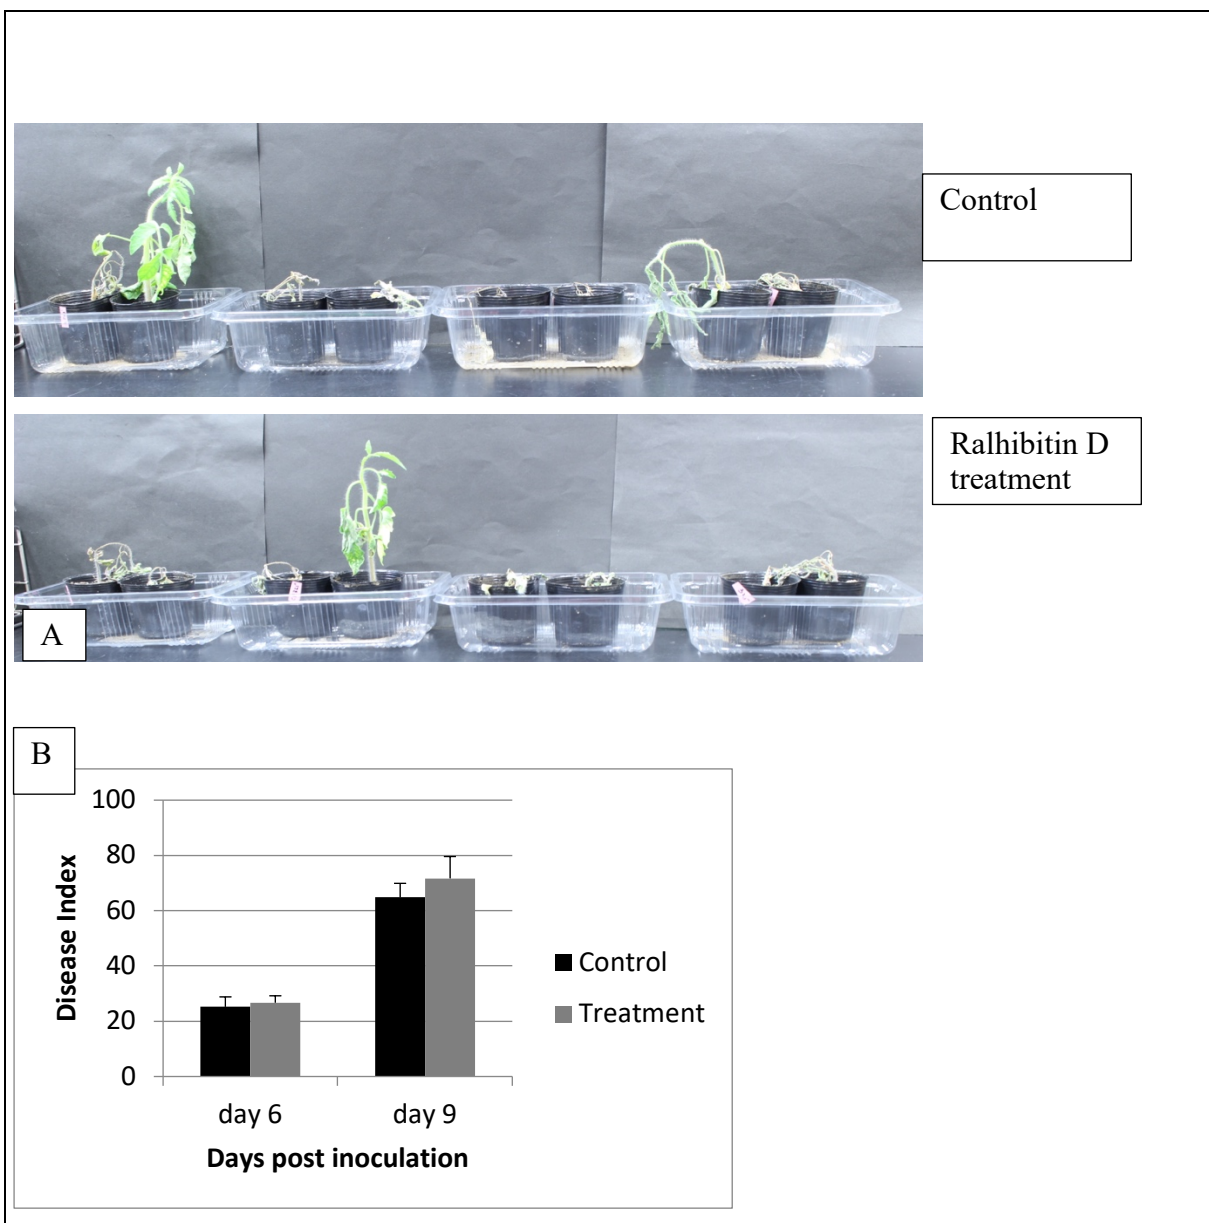 Control
Ralhibitin D
treatment
A
B
100
80
60
40
20
0
Disease Index
day 6
day 9
Days post inoculation
Control
Treatment